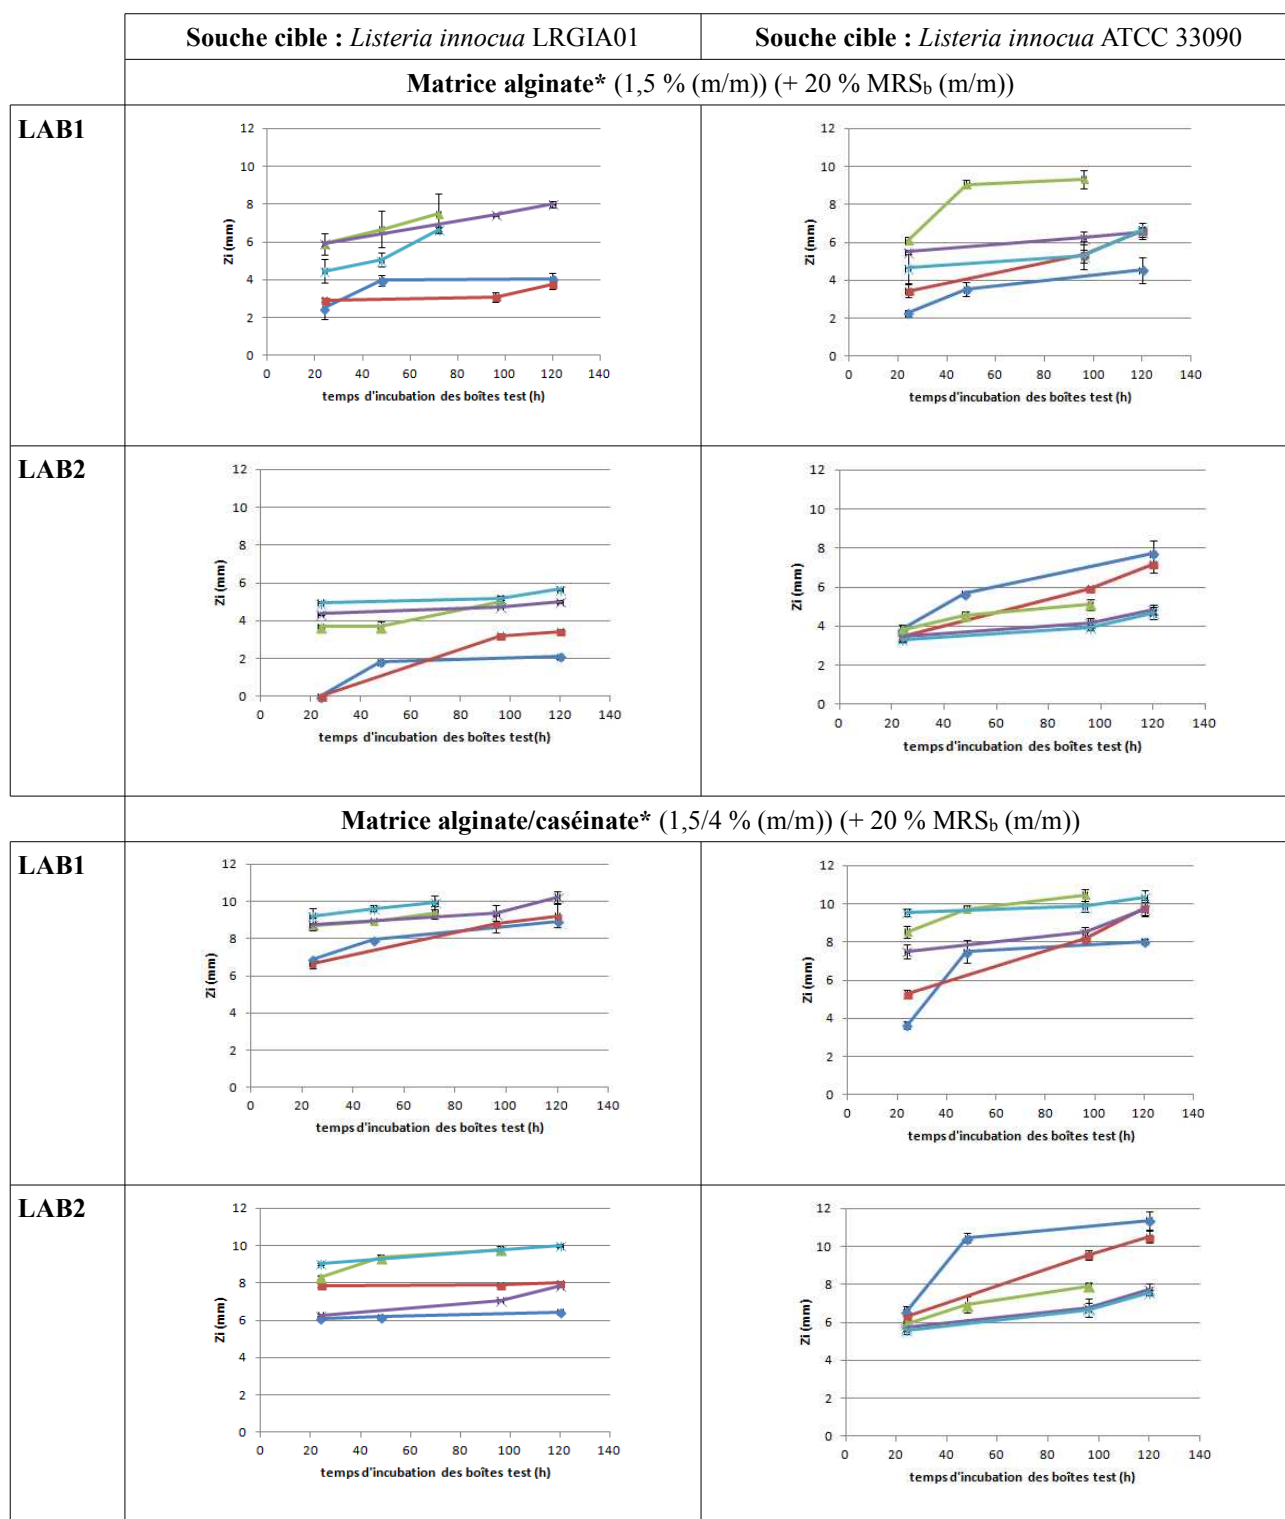 Souche cible : Listeria innocua LRGIA01
Souche cible : Listeria innocua ATCC 33090
Matrice alginate* (1,5 % (m/m)) (+ 20 % MRSb (m/m))
LAB1
12
10
8
6
4
2
0
Zi (mm)
0 20 40 60 80 100 120 140
temps d'incubation des boîtes test (h)
12
10
8
6
4
2
0
Zi (mm)
0 20 40 60 80 100 120 140
temps d'incubation des boîtes test (h)
LAB2
12
10
8
6
4
2
0
Zi (mm)
0 20 40 60 80 100 120 140
temps d'incubation des boîtes test(h)
12
10
8
6
4
2
0
Zi (mm)
0 20 40 60 80 100 120 140
temps d'incubation des boîtes test (h)
Matrice alginate/caséinate* (1,5/4 % (m/m)) (+ 20 % MRSb (m/m))
LAB1
12
10
8
6
4
2
0
Zi (mm)
0 20 40 60 80 100 120 140
temps d'incubation des boîtes test (h)
12
10
8
6
4
2
0
Zi (mm)
0 20 40 60 80 100 120 140
temps d'incubation des boîtes test (h)
LAB2
12
10
8
6
4
2
0
Zi (mm)
0 20 40 60 80 100 120 140
temps d'incubation des boîtes test (h)
12
10
8
6
4
2
0
Zi (mm)
0 20 40 60 80 100 120 140
temps d'incubation des boîtes test (h)